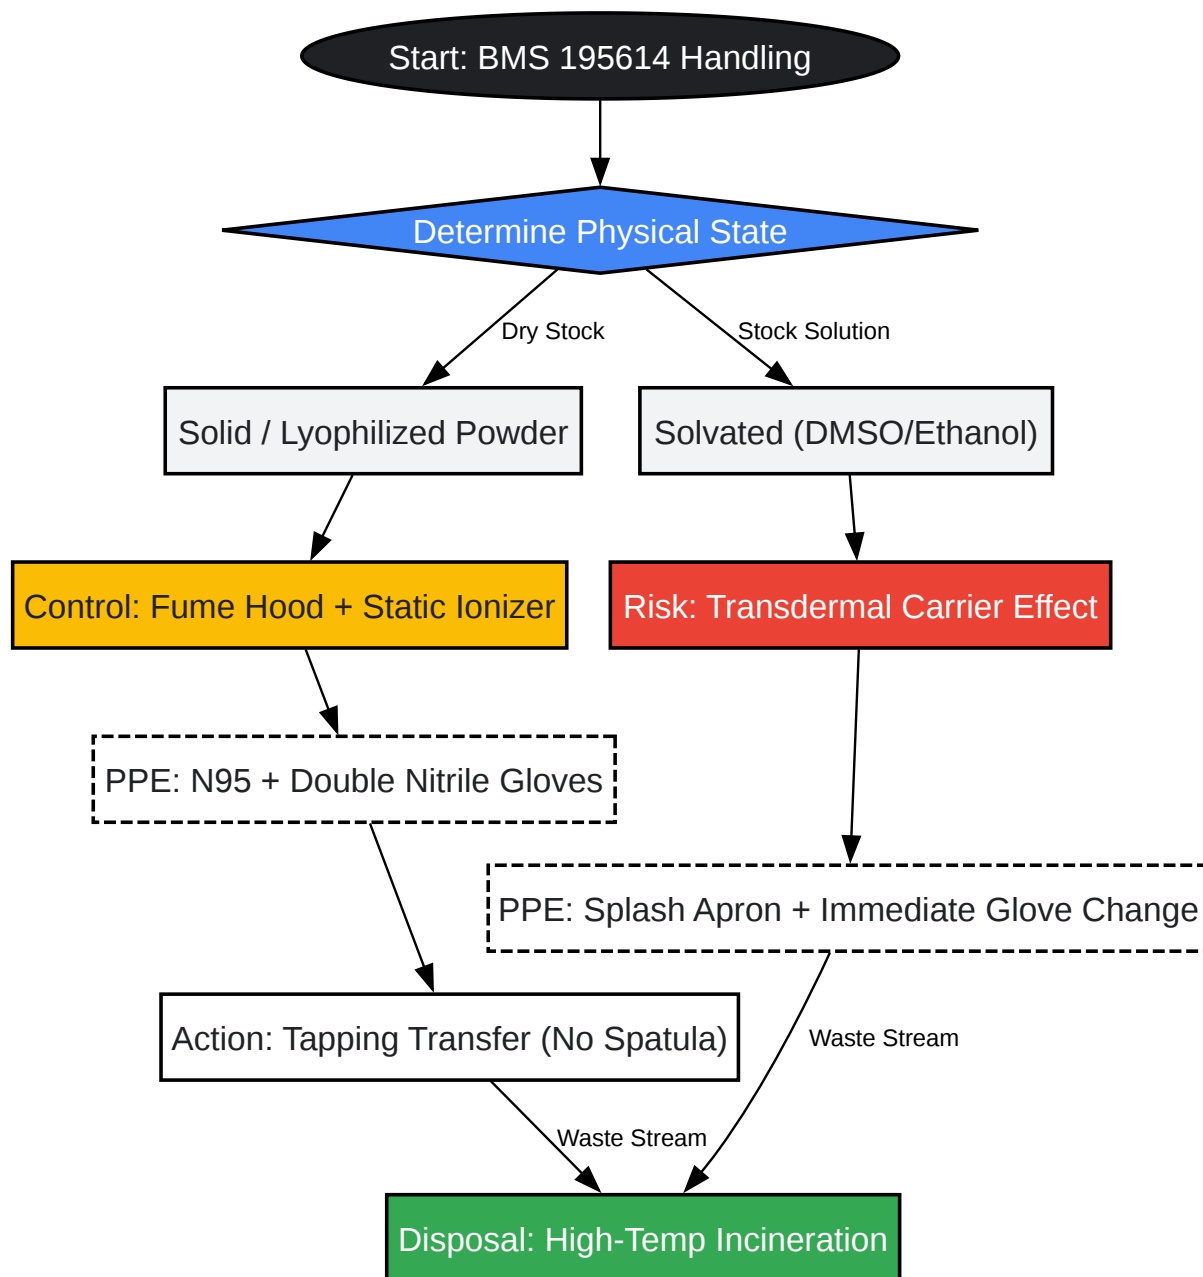 Start: BMS 195614 Handling
Determine Physical State
Dry Stock
Stock Solution
Solid / Lyophilized Powder
Solvated (DMSO/Ethanol)
Control: Fume Hood + Static Ionizer
Risk: Transdermal Carrier Effect
PPE: N95 + Double Nitrile Gloves
PPE: Splash Apron + Immediate Glove Change
Action: Tapping Transfer (No Spatula)
Waste Stream
Waste Stream
Disposal: High-Temp Incineration